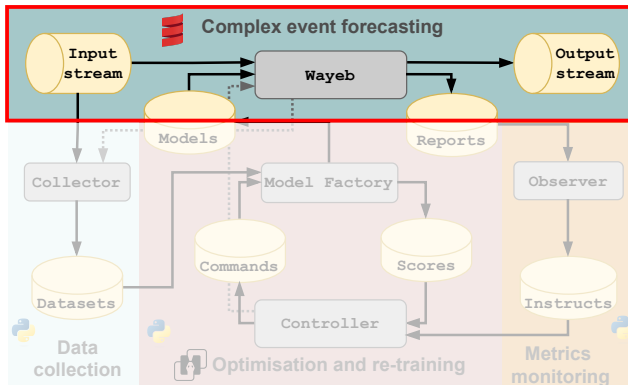 Complex event forecasting
Input
stream
Wayeb
Output
stream
Models
Reports
Collector
Model Factory
Observer
Datasets
Commands
Scores
Instructs
Controller
Data
collection
Optimisation and re-training
Metrics
monitoring